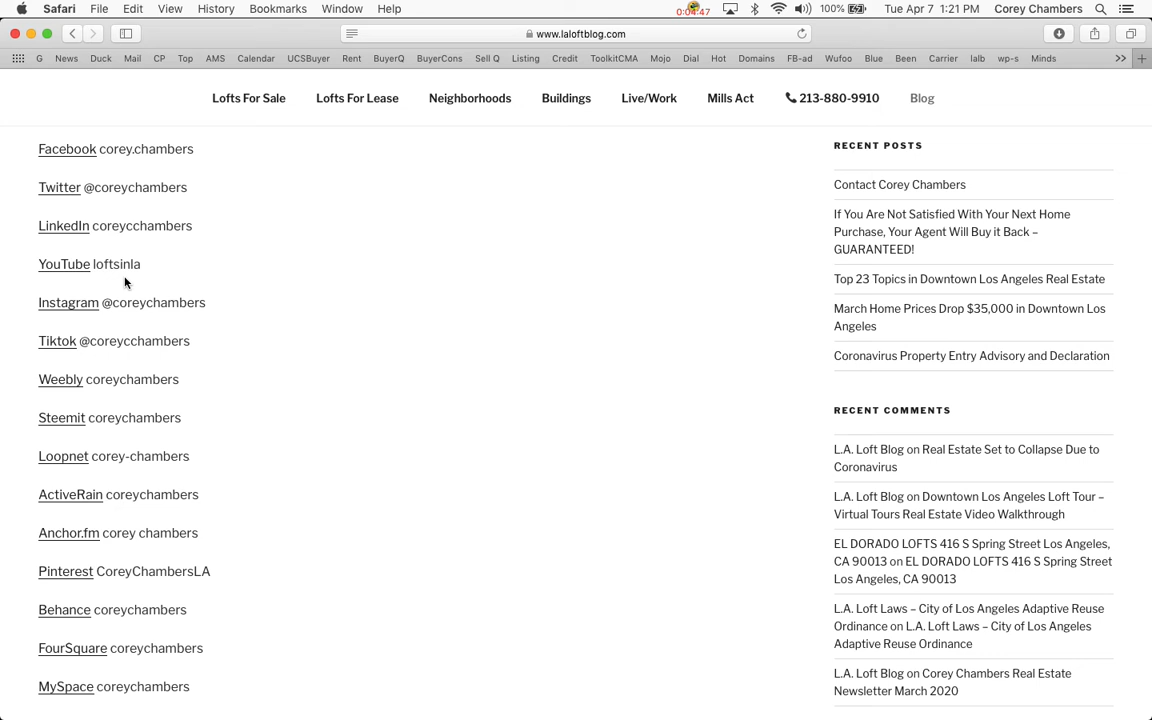 Safari File Edit View History Bookmarks Window Help 0:04:47 100% Tue Apr 7 1:21 PM Corey Chambers
www.laloftblog.com
G News Duck Mail CP Top AMS Calendar UCSBuyer Rent BuyerQ BuyerCons Sell Q Listing Credit ToolkitCMA Mojo Dial Hot Domains FB-ad Wufoo Blue Been Carrier lalb wp-s Minds
Lofts For Sale Lofts For Lease Neighborhoods Buildings Live/Work Mills Act 213-880-9910 Blog
Facebook corey.chambers
Twitter @coreychambers
LinkedIn coreycchambers
YouTube loftsinla
Instagram @coreychambers
Tiktok @coreycchambers
Weebly coreychambers
Steemit coreychambers
Loopnet corey-chambers
ActiveRain coreychambers
Anchor.fm corey chambers
Pinterest CoreyChambersLA
Behance coreychambers
FourSquare coreychambers
MySpace coreychambers
RECENT POSTS
Contact Corey Chambers
If You Are Not Satisfied With Your Next Home
Purchase, Your Agent Will Buy it Back –
GUARANTEED!
Top 23 Topics in Downtown Los Angeles Real Estate
March Home Prices Drop $35,000 in Downtown Los
Angeles
Coronavirus Property Entry Advisory and Declaration
RECENT COMMENTS
L.A. Loft Blog on Real Estate Set to Collapse Due to
Coronavirus
L.A. Loft Blog on Downtown Los Angeles Loft Tour –
Virtual Tours Real Estate Video Walkthrough
EL DORADO LOFTS 416 S Spring Street Los Angeles,
CA 90013 on EL DORADO LOFTS 416 S Spring Street
Los Angeles, CA 90013
L.A. Loft Laws – City of Los Angeles Adaptive Reuse
Ordinance on L.A. Loft Laws – City of Los Angeles
Adaptive Reuse Ordinance
L.A. Loft Blog on Corey Chambers Real Estate
Newsletter March 2020